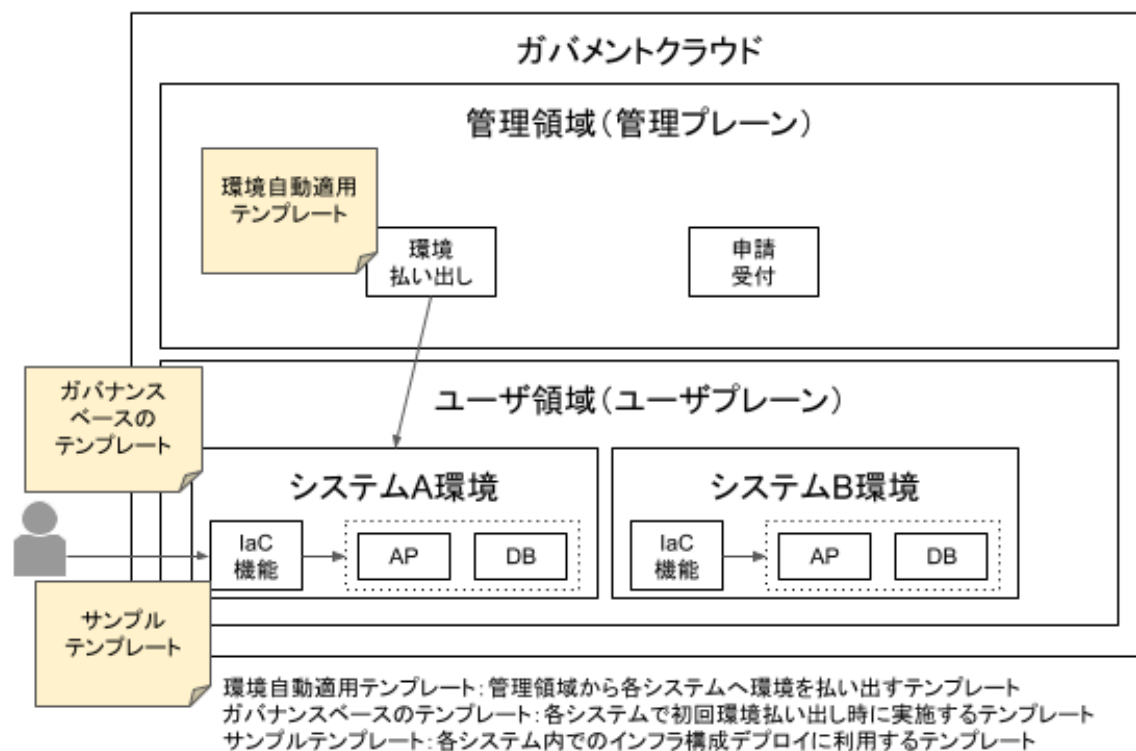 ガバメントクラウド
管理領域（管理プレーン）
環境自動適用
テンプレート
環境
払い出し
申請
受付
ユーザ領域（ユーザプレーン）
ガバナンス
ベースの
テンプレート
システムA環境
IaC
機能
AP
DB
システムB環境
IaC
機能
AP
DB
サンプル
テンプレート
環境自動適用テンプレート：管理領域から各システムへ環境を払い出すテンプレート
ガバナンスベースのテンプレート：各システムで初回環境払い出し時に実施するテンプレート
サンプルテンプレート：各システム内でのインフラ構成デプロイに利用するテンプレート